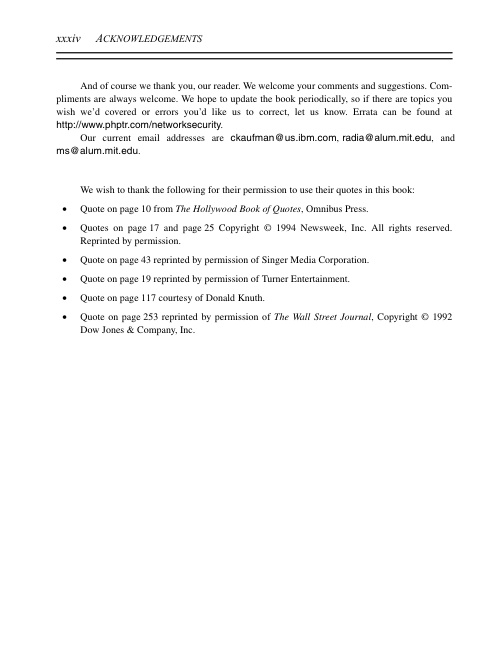 xxxiv ACKNOWLEDGEMENTS
And of course we thank you, our reader. We welcome your comments and suggestions. Com-
pliments are always welcome. We hope to update the book periodically, so if there are topics you
wish we'd covered or errors you'd like us to correct, let us know. Errata can be found at
http://www.phptr.com/networksecurity.
Our current email addresses are ckaufman@us.ibm.com, radia@alum.mit.edu, and
ms@alum.mit.edu.
We wish to thank the following for their permission to use their quotes in this book:
• Quote on page 10 from The Hollywood Book of Quotes, Omnibus Press.
• Quotes on page 17 and page 25 Copyright © 1994 Newsweek, Inc. All rights reserved.
Reprinted by permission.
• Quote on page 43 reprinted by permission of Singer Media Corporation.
• Quote on page 19 reprinted by permission of Turner Entertainment.
• Quote on page 117 courtesy of Donald Knuth.
• Quote on page 253 reprinted by permission of The Wall Street Journal, Copyright © 1992
Dow Jones & Company, Inc.